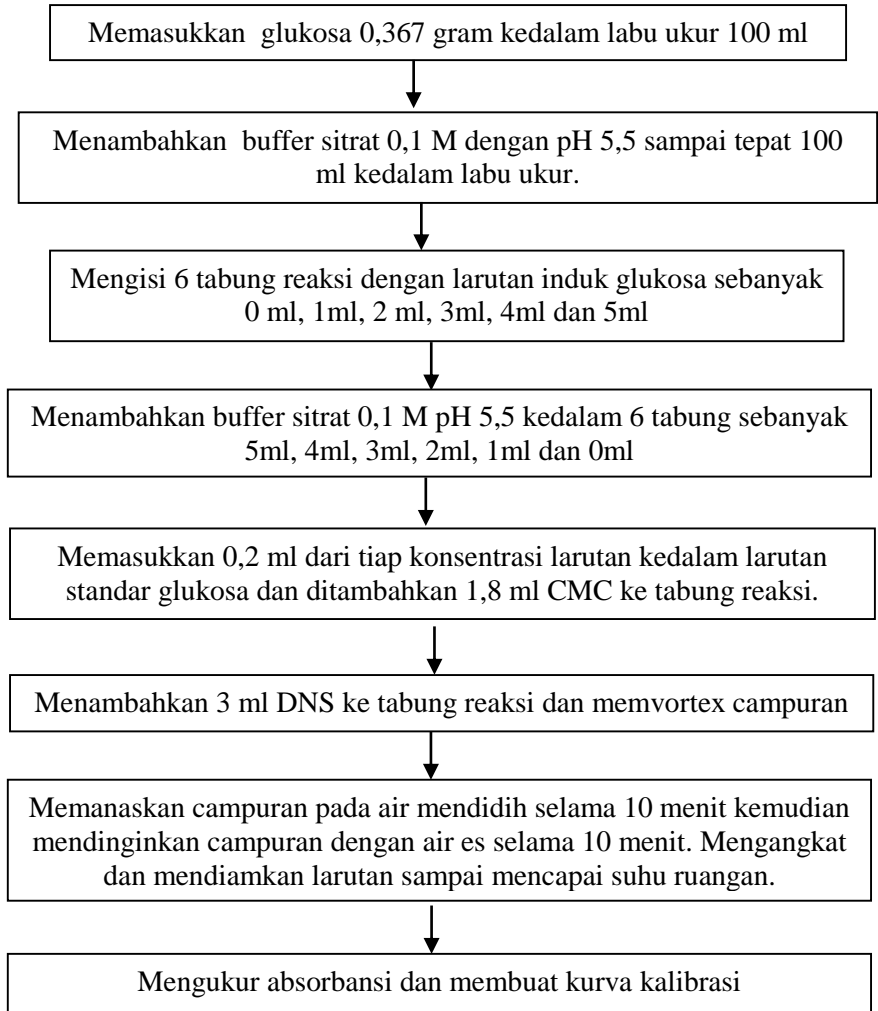 Memasukkan glukosa 0,367 gram kedalam labu ukur 100 ml
Menambahkan buffer sitrat 0,1 M dengan pH 5,5 sampai tepat 100
ml kedalam labu ukur.
Mengisi 6 tabung reaksi dengan larutan induk glukosa sebanyak
0 ml, 1ml, 2 ml, 3ml, 4ml dan 5ml
Menambahkan buffer sitrat 0,1 M pH 5,5 kedalam 6 tabung sebanyak
5ml, 4ml, 3ml, 2ml, 1ml dan 0ml
Memasukkan 0,2 ml dari tiap konsentrasi larutan kedalam larutan
standar glukosa dan ditambahkan 1,8 ml CMC ke tabung reaksi.
Menambahkan 3 ml DNS ke tabung reaksi dan memvortex campuran
Memanaskan campuran pada air mendidih selama 10 menit kemudian
mendinginkan campuran dengan air es selama 10 menit. Mengangkat
dan mendiamkan larutan sampai mencapai suhu ruangan.
Mengukur absorbansi dan membuat kurva kalibrasi